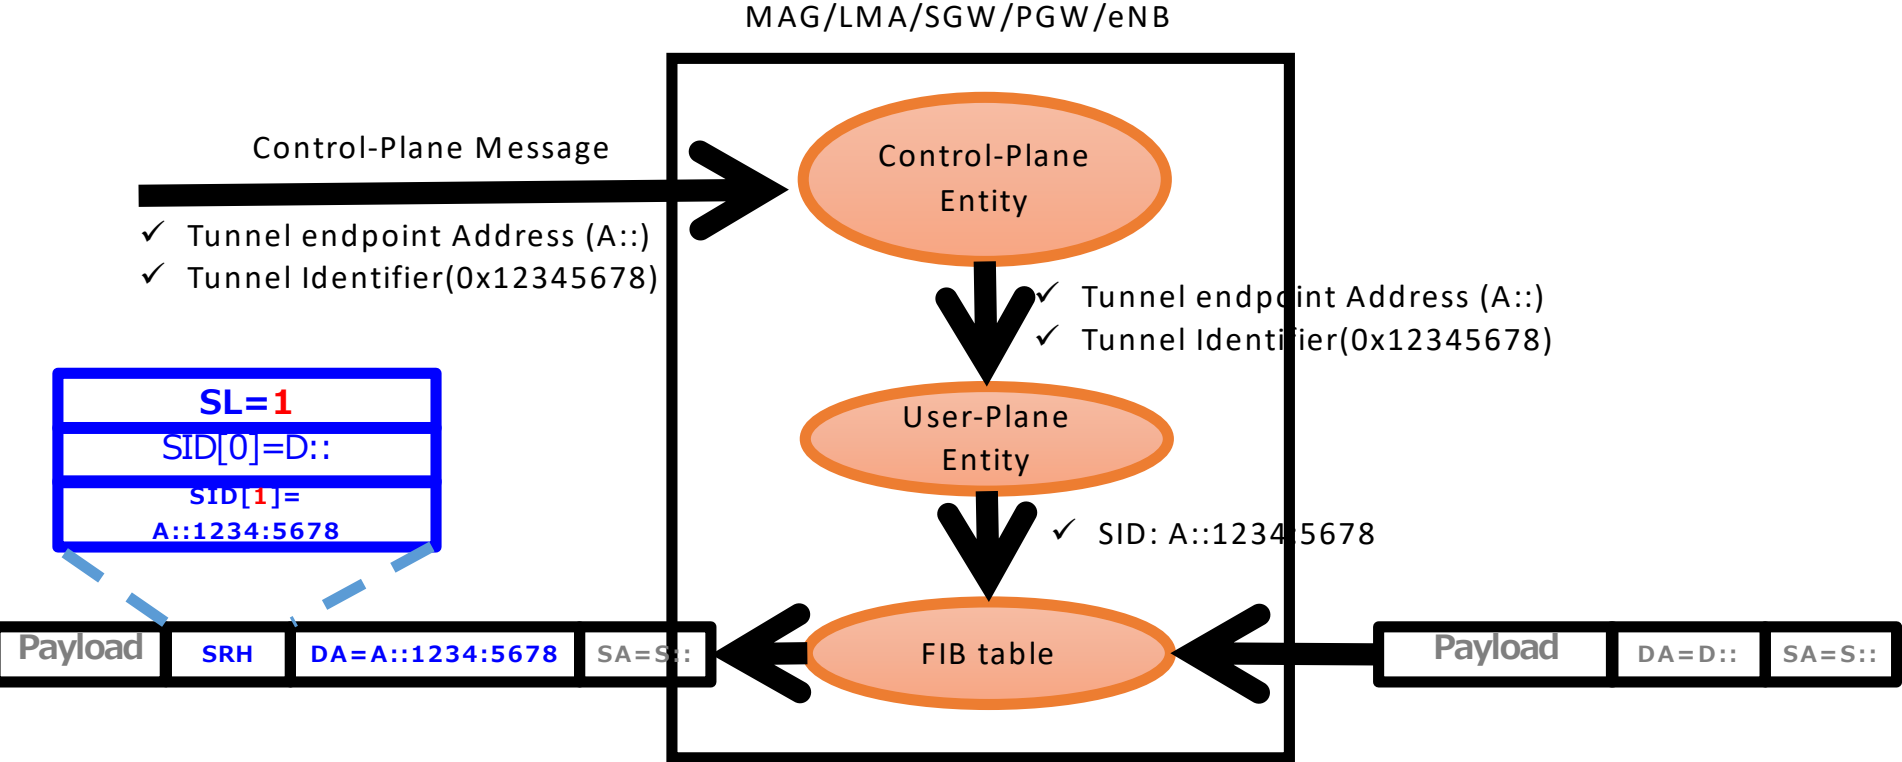 MAG/LMA/SGW/PGW/eNB
Control-Plane Message
✓ Tunnel endpoint Address (A::)
✓ Tunnel Identifier(0x12345678)
Control-Plane
Entity
✓ Tunnel endpoint Address (A::)
✓ Tunnel Identifier(0x12345678)
SL=1
SID[0]=D::
SID[1]=
A::1234:5678
User-Plane
Entity
✓ SID: A::1234:5678
Payload
SRH
DA=A::1234:5678
SA=S::
FIB table
Payload
DA=D::
SA=S::